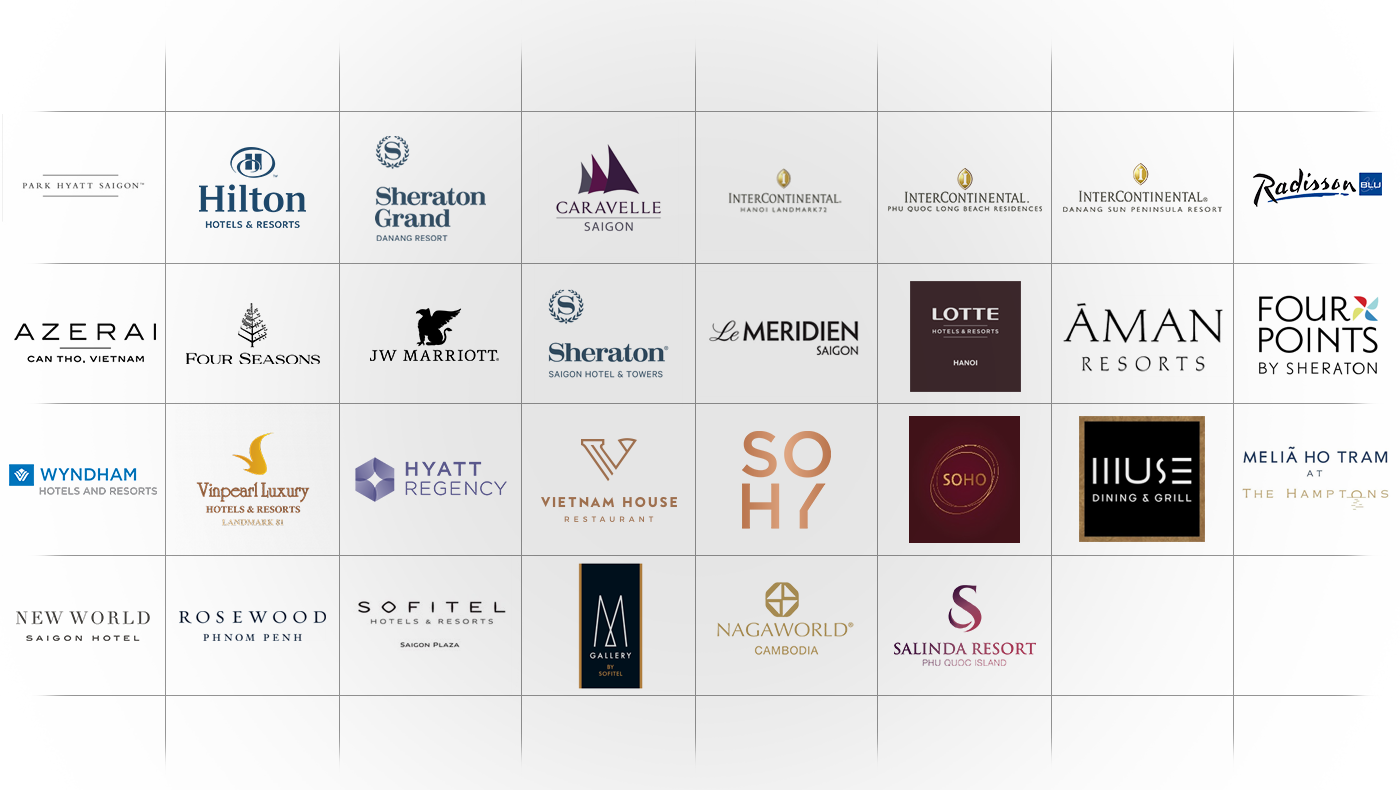 PARK HYATT SAIGON™
Hilton™
HOTELS & RESORTS
S
Sheraton
Grand
DANANG RESORT
CARAVELLE
SAIGON
INTERCONTINENTAL.
HANOI LANDMARK72
INTERCONTINENTAL.
PHU QUOC LONG BEACH RESIDENCES
INTERCONTINENTAL®
DANANG SUN PENINSULA RESORT
Radisson BLU
AZERAI
CAN THO, VIETNAM
FOUR SEASONS
JW MARRIOTT®
S
Sheraton®
SAIGON HOTEL & TOWERS
Le MERIDIEN
SAIGON
LOTTE
HOTELS & RESORTS
HANOI
ĀMAN
RESORTS
FOUR
POINTS
BY SHERATON
WYNDHAM
HOTELS AND RESORTS
Vinpearl Luxury
HOTELS & RESORTS
LANDMARK 81
HYATT
REGENCY
VIETNAM HOUSE
RESTAURANT
SO
HY
SOHO
MUSE
DINING & GRILL
MELIÃ HO TRAM
AT
THE HAMPTONS
NEW WORLD
SAIGON HOTEL
ROSEWOOD
PHNOM PENH
SOFITEL
HOTELS & RESORTS
SAIGON PLAZA
M
GALLERY
BY
SOFITEL
NAGAWORLD®
CAMBODIA
S
SALINDA RESORT
PHU QUOC ISLAND